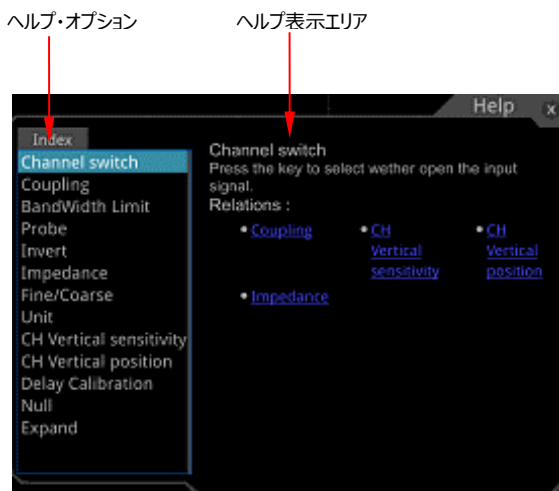 ヘルプ・オプション
ヘルプ表示エリア
Help
x
Index
Channel switch
Coupling
BandWidth Limit
Probe
Invert
Impedance
Fine/Coarse
Unit
CH Vertical sensitivity
CH Vertical position
Delay Calibration
Null
Expand
Channel switch
Press the key to select wether open the input
signal.
Relations :
• Coupling
• CH
Vertical
sensitivity
• CH
Vertical
position
• Impedance